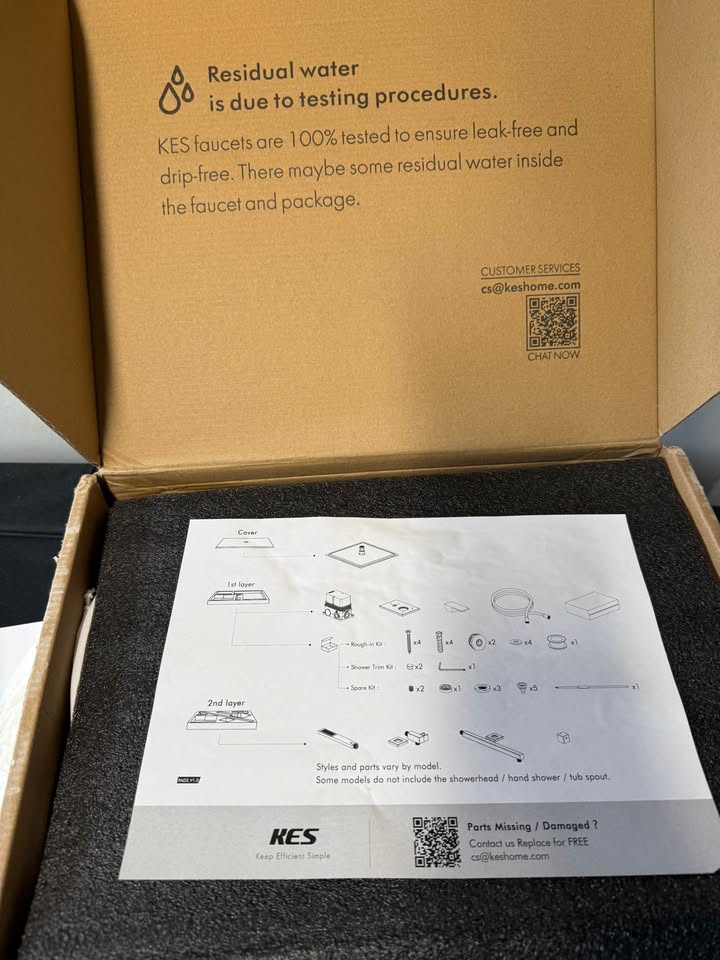 Residual water
is due to testing procedures.
KES faucets are 100% tested to ensure leak-free and
drip-free. There maybe some residual water inside
the faucet and package.
CUSTOMER SERVICES
cs@keshome.com
CHAT NOW
Cover
1st layer
Rough-in Kit : x4 x4 x2 x4 x1
Shower Trim Kit : x2 x1
Spare Kit : x2 x1 x3 x5 x1
2nd layer
Styles and parts vary by model.
Some models do not include the showerhead / hand shower / tub spout.
KES
Keep Efficient Simple
Parts Missing / Damaged ?
Contact us Replace for FREE
cs@keshome.com